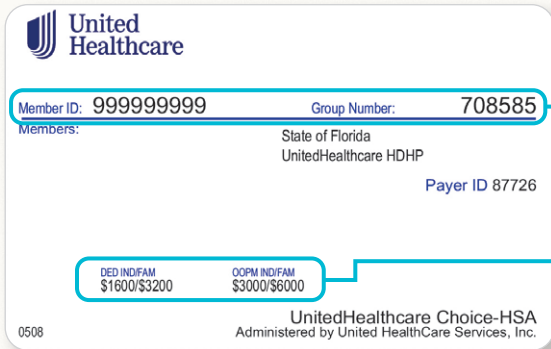 United
Healthcare
Member ID: 999999999 Group Number: 708585
Members:
State of Florida
UnitedHealthcare HDHP
Payer ID 87726
DED IND/FAM OOPM IND/FAM
$1600/$3200 $3000/$6000
UnitedHealthcare Choice-HSA
0508 Administered by United HealthCare Services, Inc.